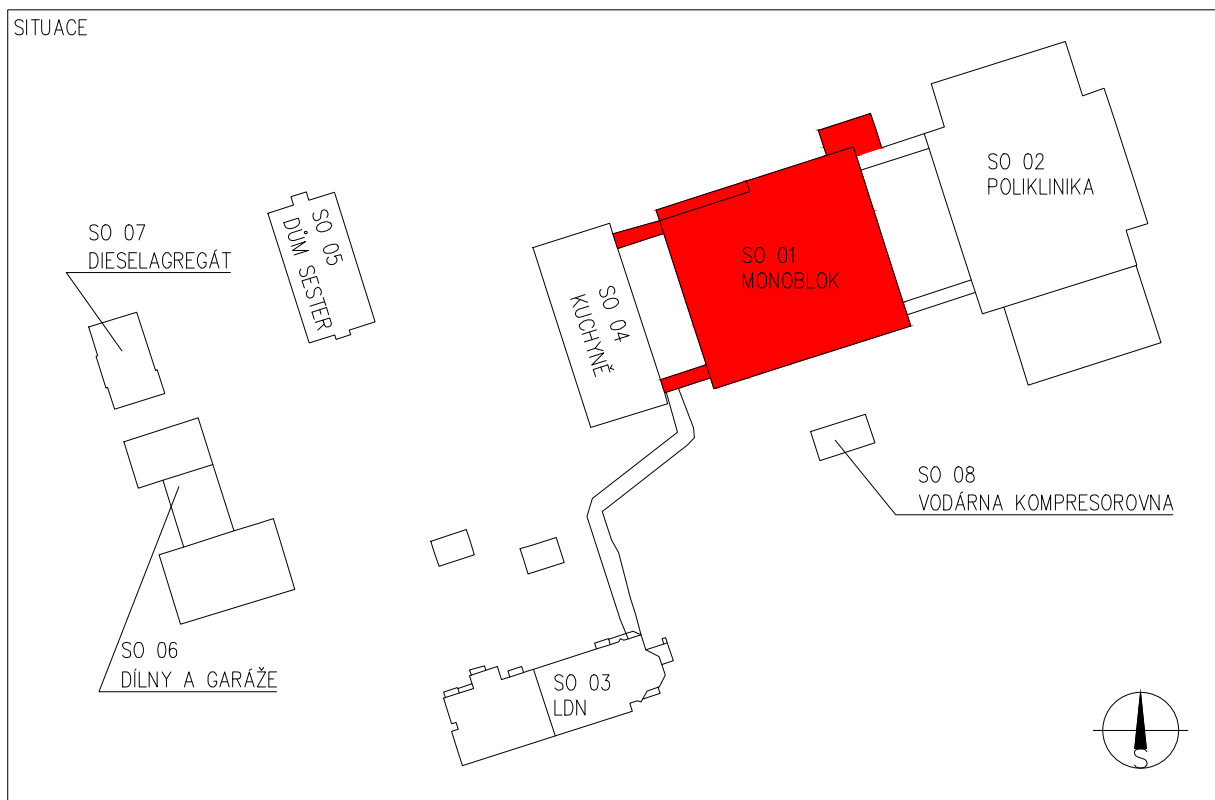 SITUACE
SO 02
POLIKLINIKA
SO 07
DIESELAGREGÁT
SO 05
DŮM SESTER
SO 01
MONOBLOK
SO 04
KUCHYNĚ
SO 08
VODÁRNA KOMPRESOROVNA
SO 06
DÍLNY A GARÁŽE
SO 03
LDN
S